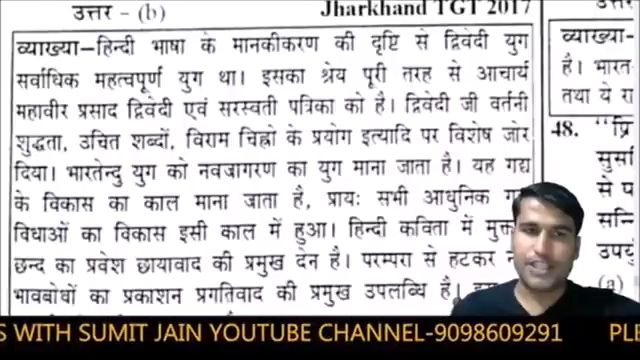 उत्तर – (b)
Jharkhand TGT 2017
व्याख्या–हिन्दी भाषा के मानकीकरण की दृष्टि से द्विवेदी युग
सर्वाधिक महत्वपूर्ण युग था। इसका श्रेय पूरी तरह से आचार्य
महावीर प्रसाद द्विवेदी एवं सरस्वती पत्रिका को है। द्विवेदी जी वर्तनी
शुद्धता, उचित शब्दों, विराम चिह्नों के प्रयोग इत्यादि पर विशेष जोर
दिया। भारतेन्दु युग को नवजागरण का युग माना जाता है। यह गद्य
के विकास का काल माना जाता है, प्रायः सभी आधुनिक
विधाओं का विकास इसी काल में हुआ। हिन्दी कविता में मुक्त
छन्द का प्रवेश छायावाद की प्रमुख देन है। परम्परा से हटकर
भावबोधों का प्रकाशन प्रगतिवाद की प्रमुख उपलब्धि है।
व्याख्या–
है। भारत
तथा ये रा
48.
(a)
S WITH SUMIT JAIN YOUTUBE CHANNEL-9098609291
PLE